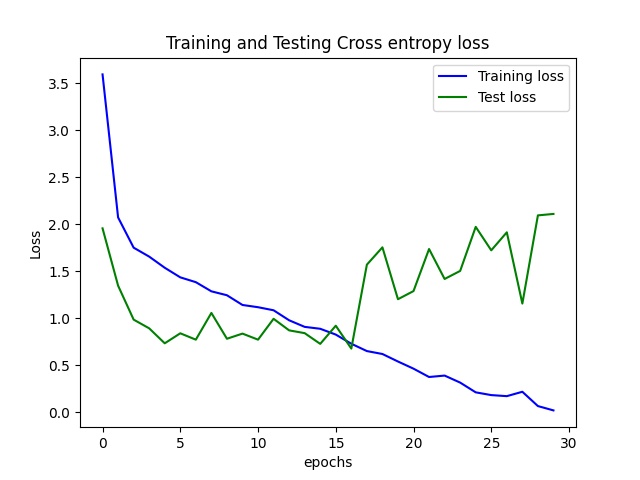 Training and Testing Cross entropy loss
Training loss
Test loss
3.5
3.0
2.5
2.0
1.5
1.0
0.5
0.0
Loss
0 5 10 15 20 25 30
epochs